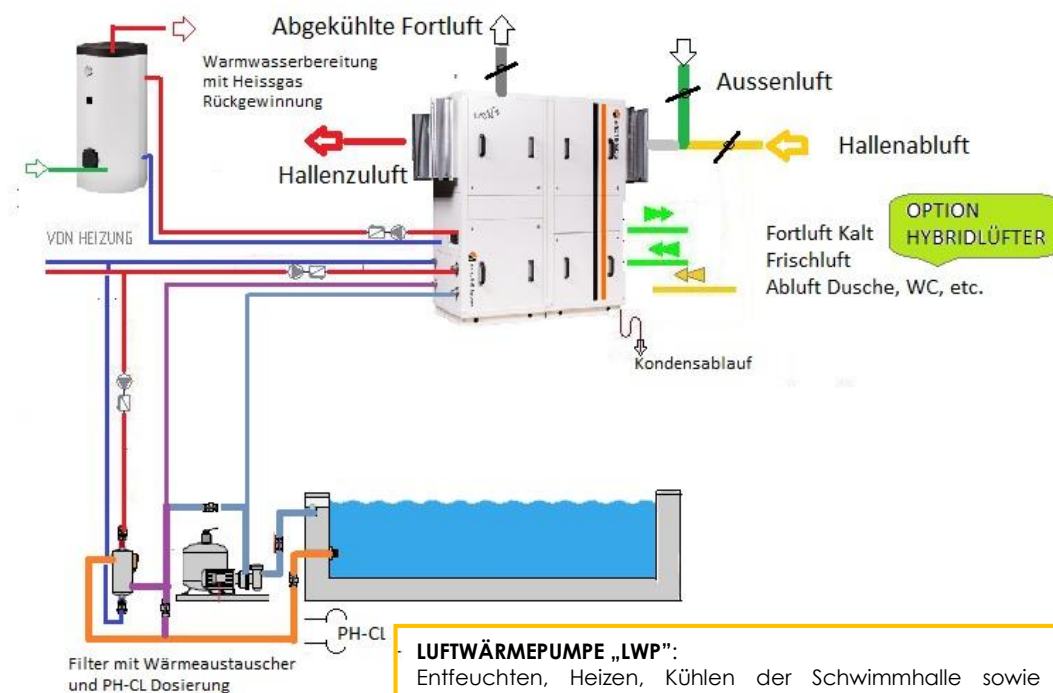 Abgekühlte Fortluft
Warmwasserbereitung
mit Heissgas
Rückgewinnung
Aussenluft
Hallenabluft
Hallenzuluft
OPTION
HYBRIDLÜFTER
VON HEIZUNG
Fortluft Kalt
Frischluft
Abluft Dusche, WC, etc.
Kondensablauf
PH-CL
Filter mit Wärmeaustauscher
und PH-CL Dosierung
LUFTWÄRMEPUMPE „LWP”:
Entfeuchten, Heizen, Kühlen der Schwimmhalle sowie